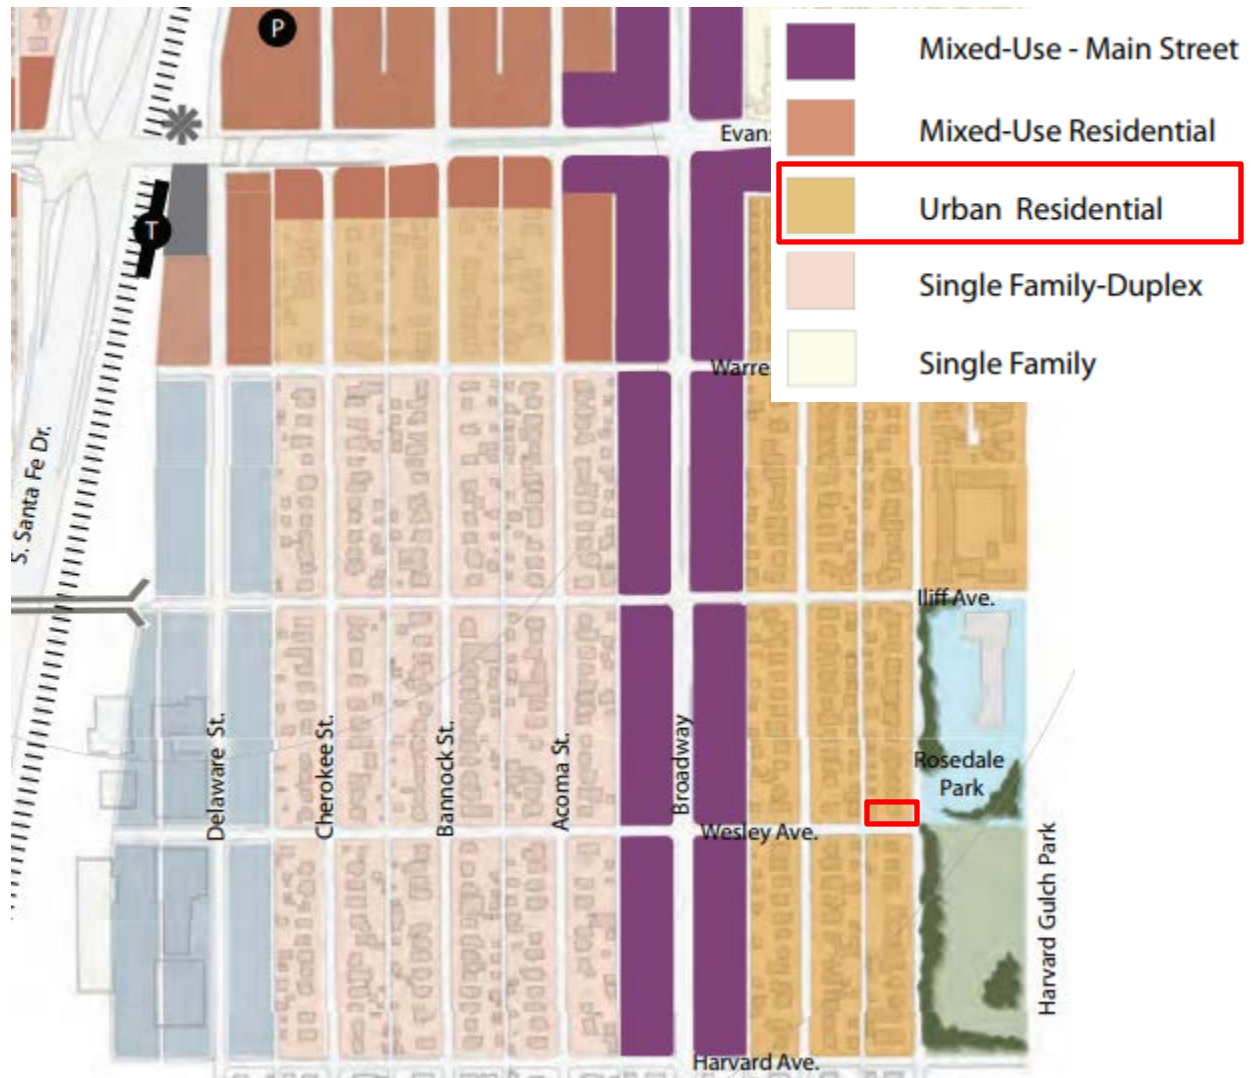 P
Mixed-Use - Main Street
Evans
Mixed-Use Residential
Urban Residential
T
Single Family-Duplex
Warre
Single Family
S. Santa Fe Dr.
Iliff Ave.
Delaware St.
Cherokee St.
Bannock St.
Acoma St.
Broadway
Rosedale
Park
Wesley Ave.
Harvard Gulch Park
Harvard Ave.